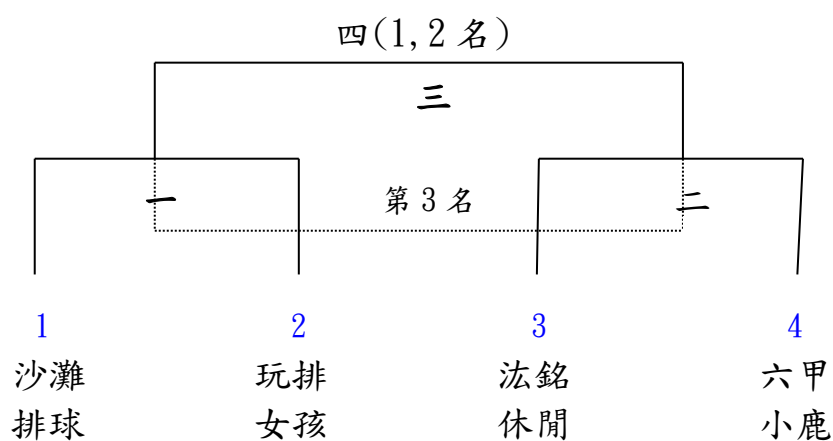 四(1,2名)
三
一 第3名 二
1 2 3 4
沙灘 玩排 汯銘 六甲
排球 女孩 休閒 小鹿